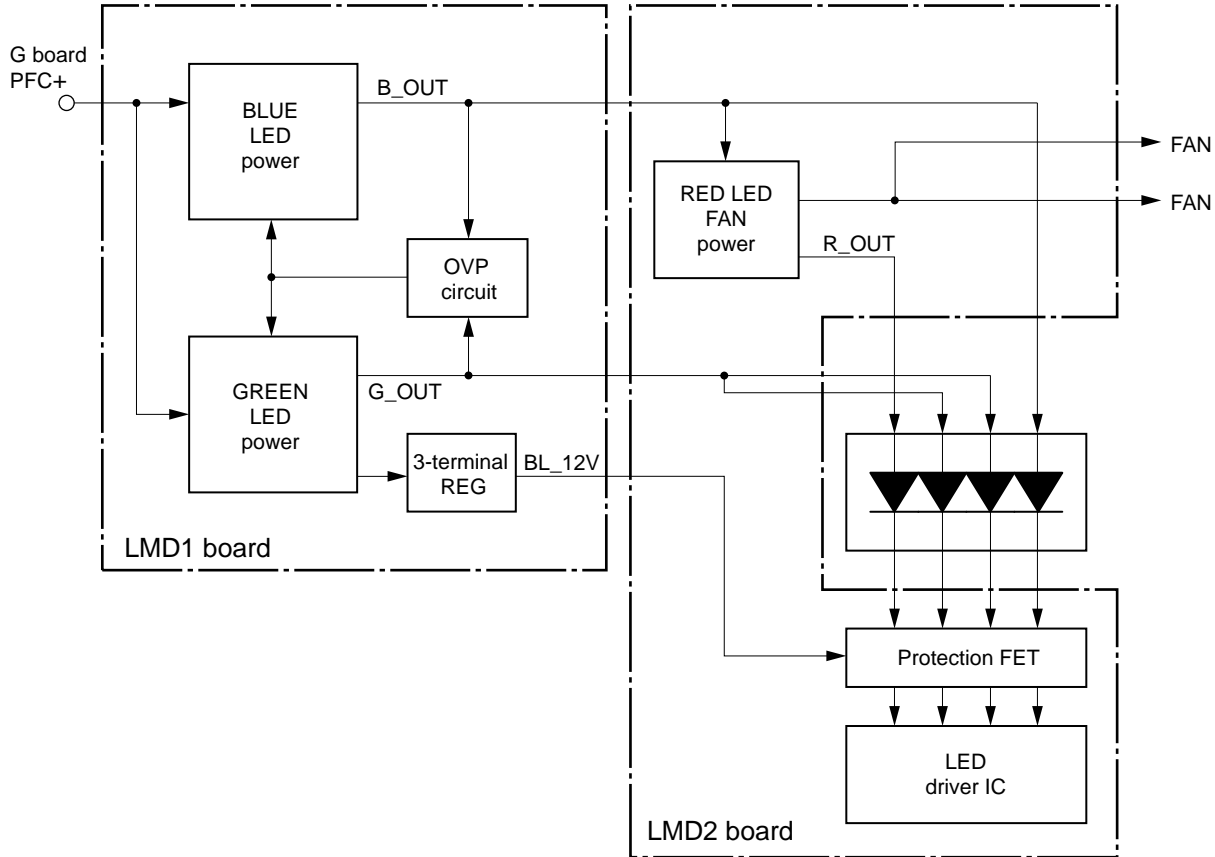 G board
PFC+
BLUE
LED
power
B_OUT
RED LED
FAN
power
FAN
FAN
R_OUT
OVP
circuit
GREEN
LED
power
G_OUT
3-terminal
REG
BL_12V
LMD1 board
Protection FET
LED
driver IC
LMD2 board